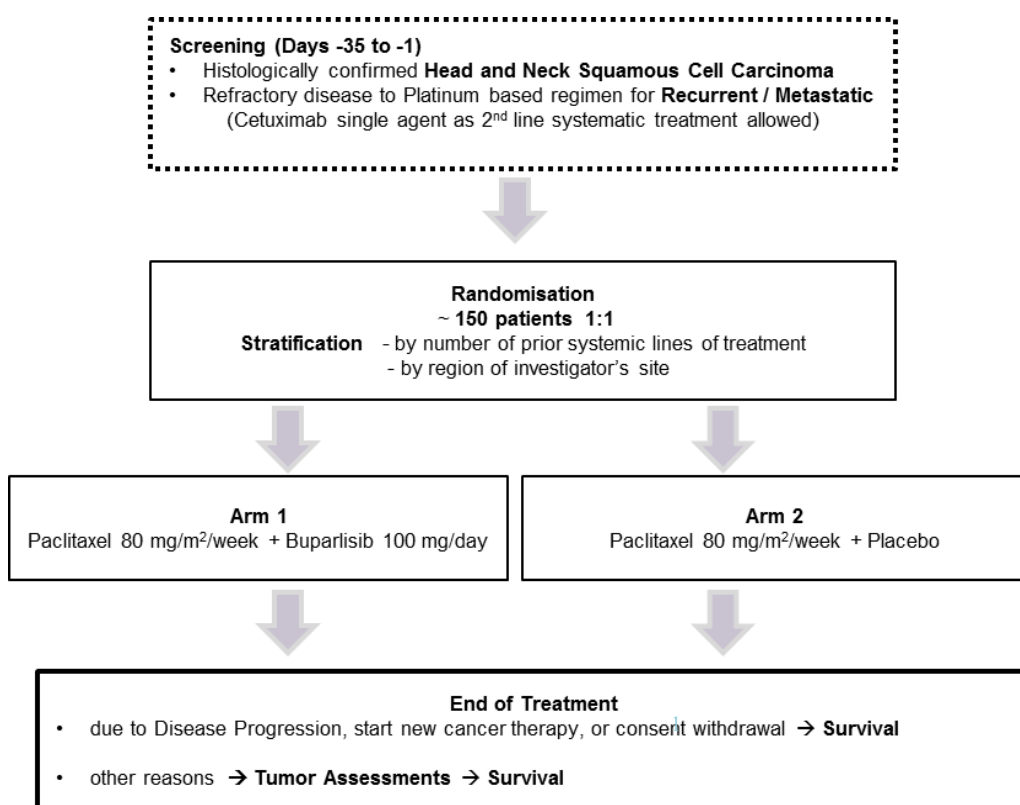 Screening (Days -35 to -1)
• Histologically confirmed Head and Neck Squamous Cell Carcinoma
• Refractory disease to Platinum based regimen for Recurrent / Metastatic
(Cetuximab single agent as 2nd line systematic treatment allowed)
Randomisation
~ 150 patients 1:1
Stratification - by number of prior systemic lines of treatment
- by region of investigator's site
Arm 1
Paclitaxel 80 mg/m2/week + Buparlisib 100 mg/day
Arm 2
Paclitaxel 80 mg/m2/week + Placebo
End of Treatment
• due to Disease Progression, start new cancer therapy, or consent withdrawal → Survival
• other reasons → Tumor Assessments → Survival